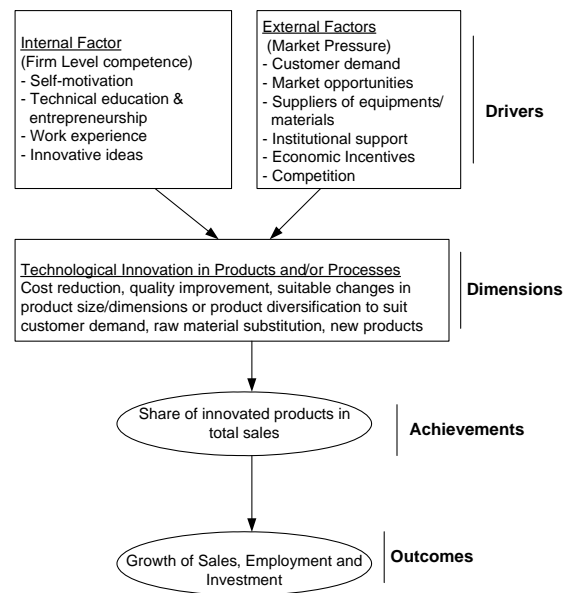 Internal Factor
(Firm Level competence)
- Self-motivation
- Technical education &
entrepreneurship
- Work experience
- Innovative ideas
External Factors
(Market Pressure)
- Customer demand
- Market opportunities
- Suppliers of equipments/
materials
- Institutional support
- Economic Incentives
- Competition
Drivers
Technological Innovation in Products and/or Processes
Cost reduction, quality improvement, suitable changes in
product size/dimensions or product diversification to suit
customer demand, raw material substitution, new products
Dimensions
Share of innovated products in
total sales
Achievements
Growth of Sales, Employment and
Investment
Outcomes